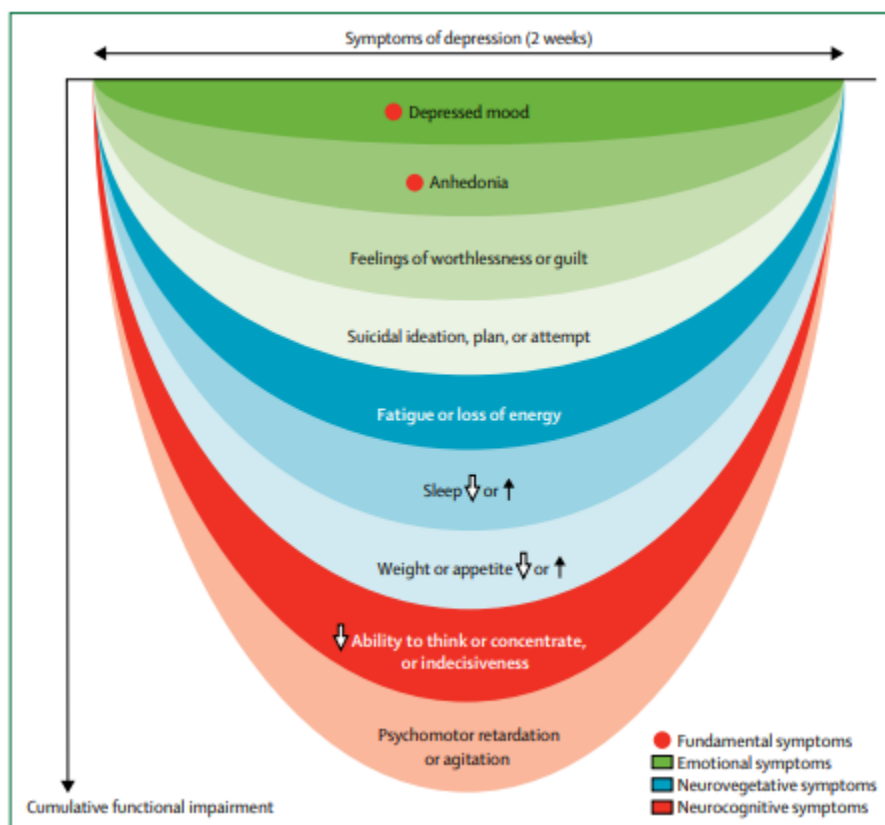 Symptoms of depression (2 weeks)
Depressed mood
Anhedonia
Feelings of worthlessness or guilt
Suicidal ideation, plan, or attempt
Fatigue or loss of energy
Sleep ⇩ or ↑
Weight or appetite ⇩ or ↑
⇩ Ability to think or concentrate,
or indecisiveness
Psychomotor retardation
or agitation
Fundamental symptoms
Emotional symptoms
Neurovegetative symptoms
Neurocognitive symptoms
Cumulative functional impairment